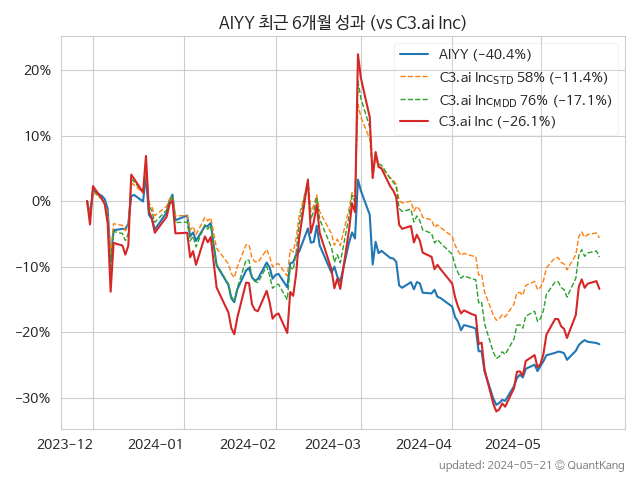 AIYY 최근 6개월 성과 (vs C3.ai Inc)
AIYY (−40.4%)
C3.ai Inc_STD 58% (−11.4%)
C3.ai Inc_MDD 76% (−17.1%)
C3.ai Inc (−26.1%)
20%
10%
0%
−10%
−20%
−30%
2023-12 2024-01 2024-02 2024-03 2024-04 2024-05
updated: 2024-05-21 © QuantKang